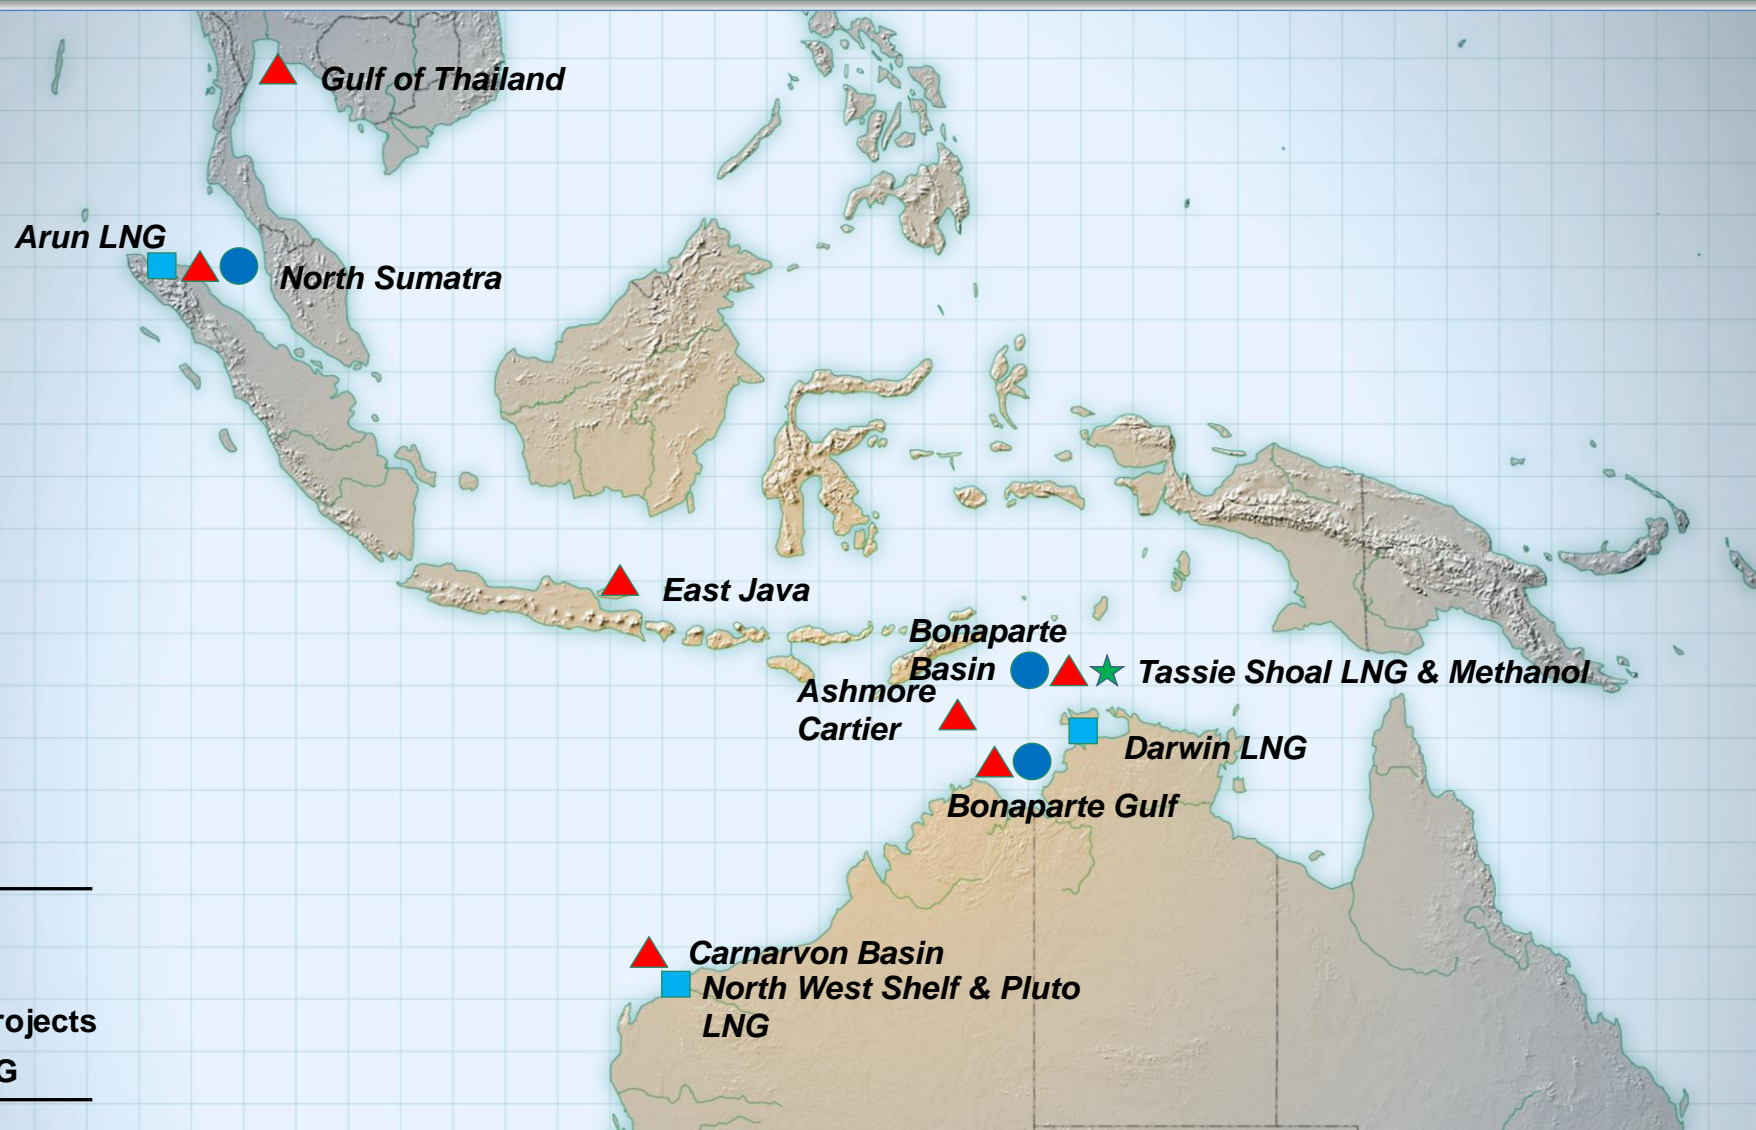 Gulf of Thailand
Arun LNG
North Sumatra
East Java
Bonaparte
Basin
Tassie Shoal LNG & Methanol
Ashmore
Cartier
Darwin LNG
Bonaparte Gulf
Carnarvon Basin
North West Shelf & Pluto
LNG
rojects
G